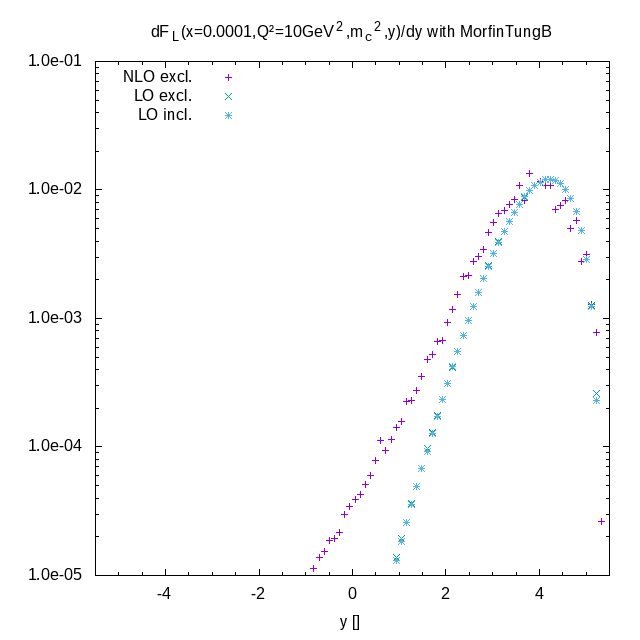 dF_L(x=0.0001,Q²=10GeV^2,m_c^2,y)/dy with MorfinTungB
1.0e-01
NLO excl.
LO excl.
LO incl.
1.0e-02
1.0e-03
1.0e-04
1.0e-05
-4 -2 0 2 4
y []